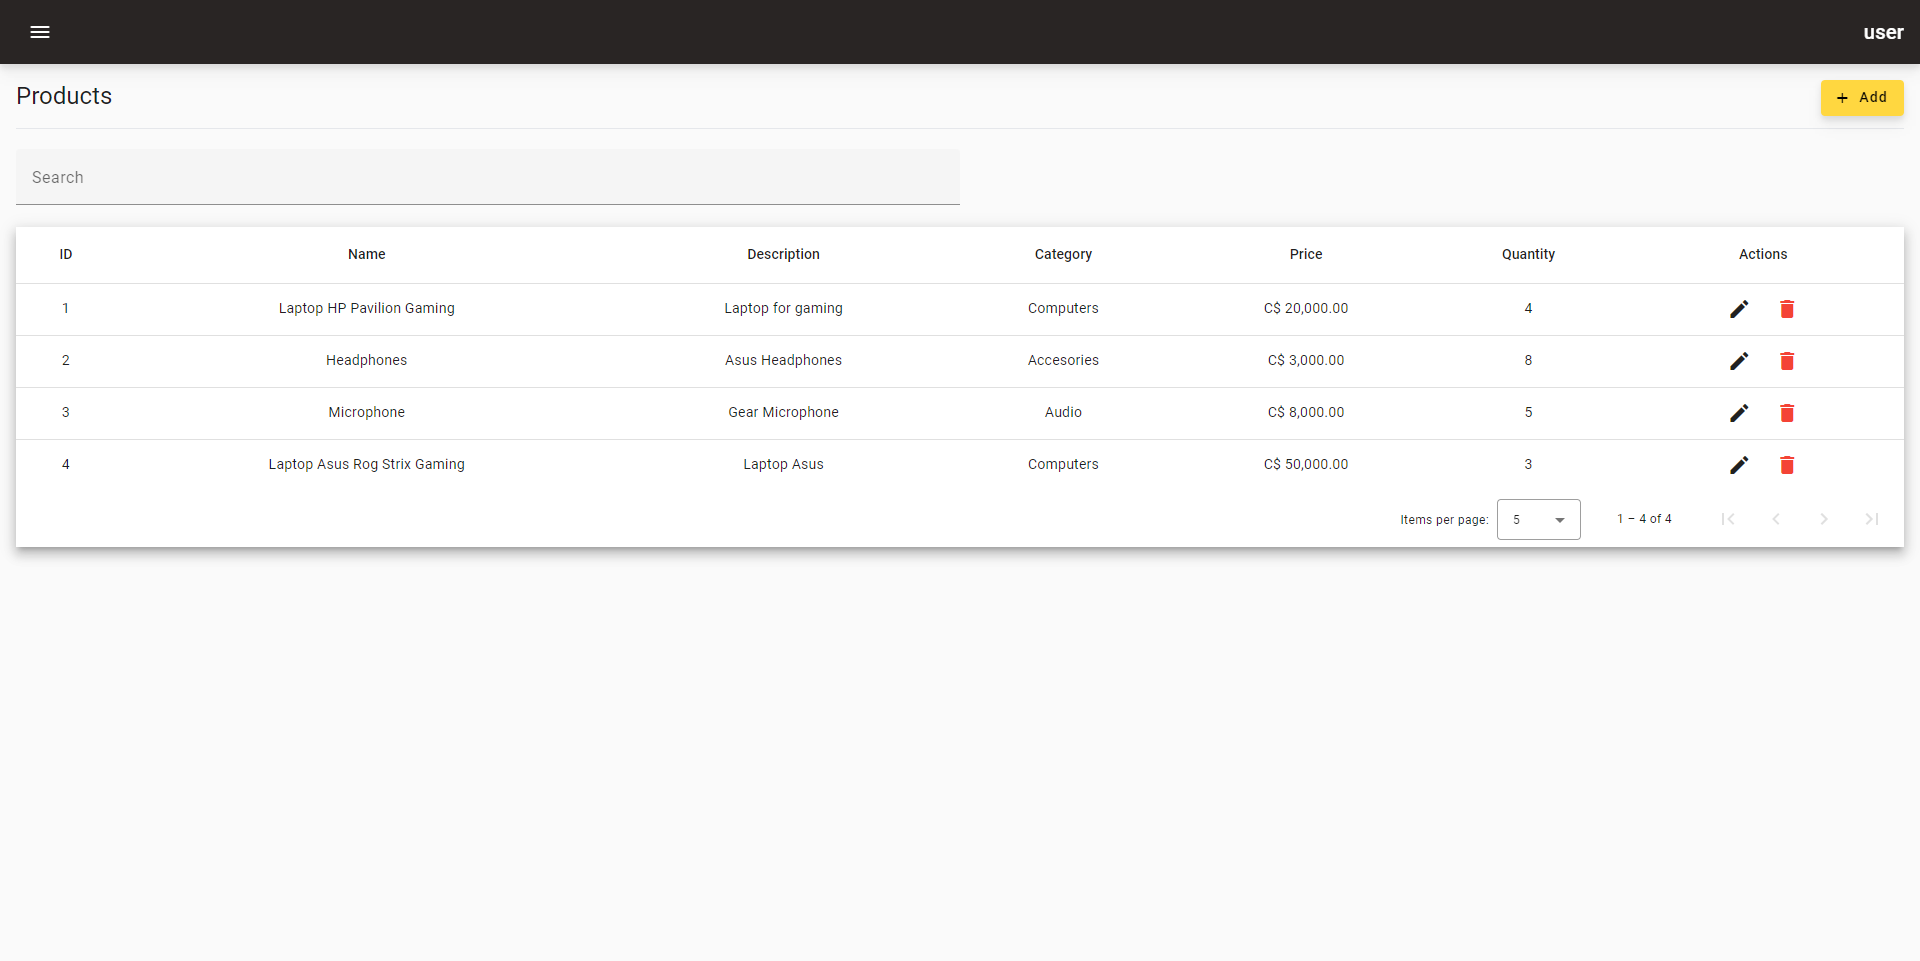 user
Products
+ Add
Search
ID Name Description Category Price Quantity Actions
1 Laptop HP Pavilion Gaming Laptop for gaming Computers C$ 20,000.00 4
2 Headphones Asus Headphones Accesories C$ 3,000.00 8
3 Microphone Gear Microphone Audio C$ 8,000.00 5
4 Laptop Asus Rog Strix Gaming Laptop Asus Computers C$ 50,000.00 3
Items per page: 5 1 – 4 of 4